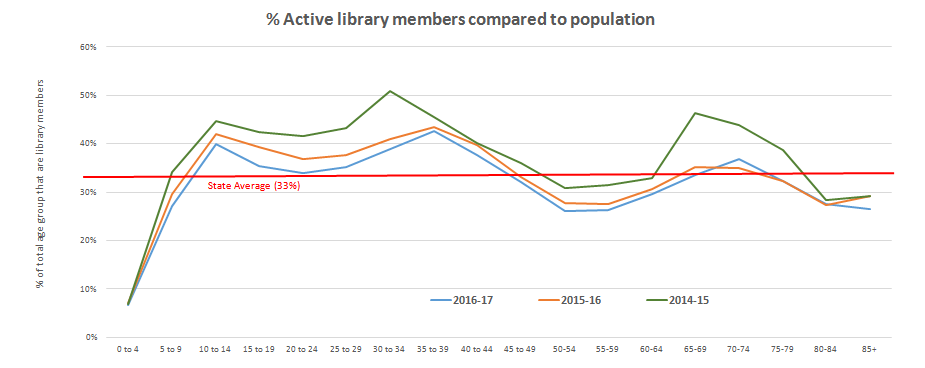 % Active library members compared to population
% of total age group that are library members
60%
50%
40%
30%
20%
10%
0%
State Average (33%)
2016-17 2015-16 2014-15
0 to 4 5 to 9 10 to 14 15 to 19 20 to 24 25 to 29 30 to 34 35 to 39 40 to 44 45 to 49 50-54 55-59 60-64 65-69 70-74 75-79 80-84 85+